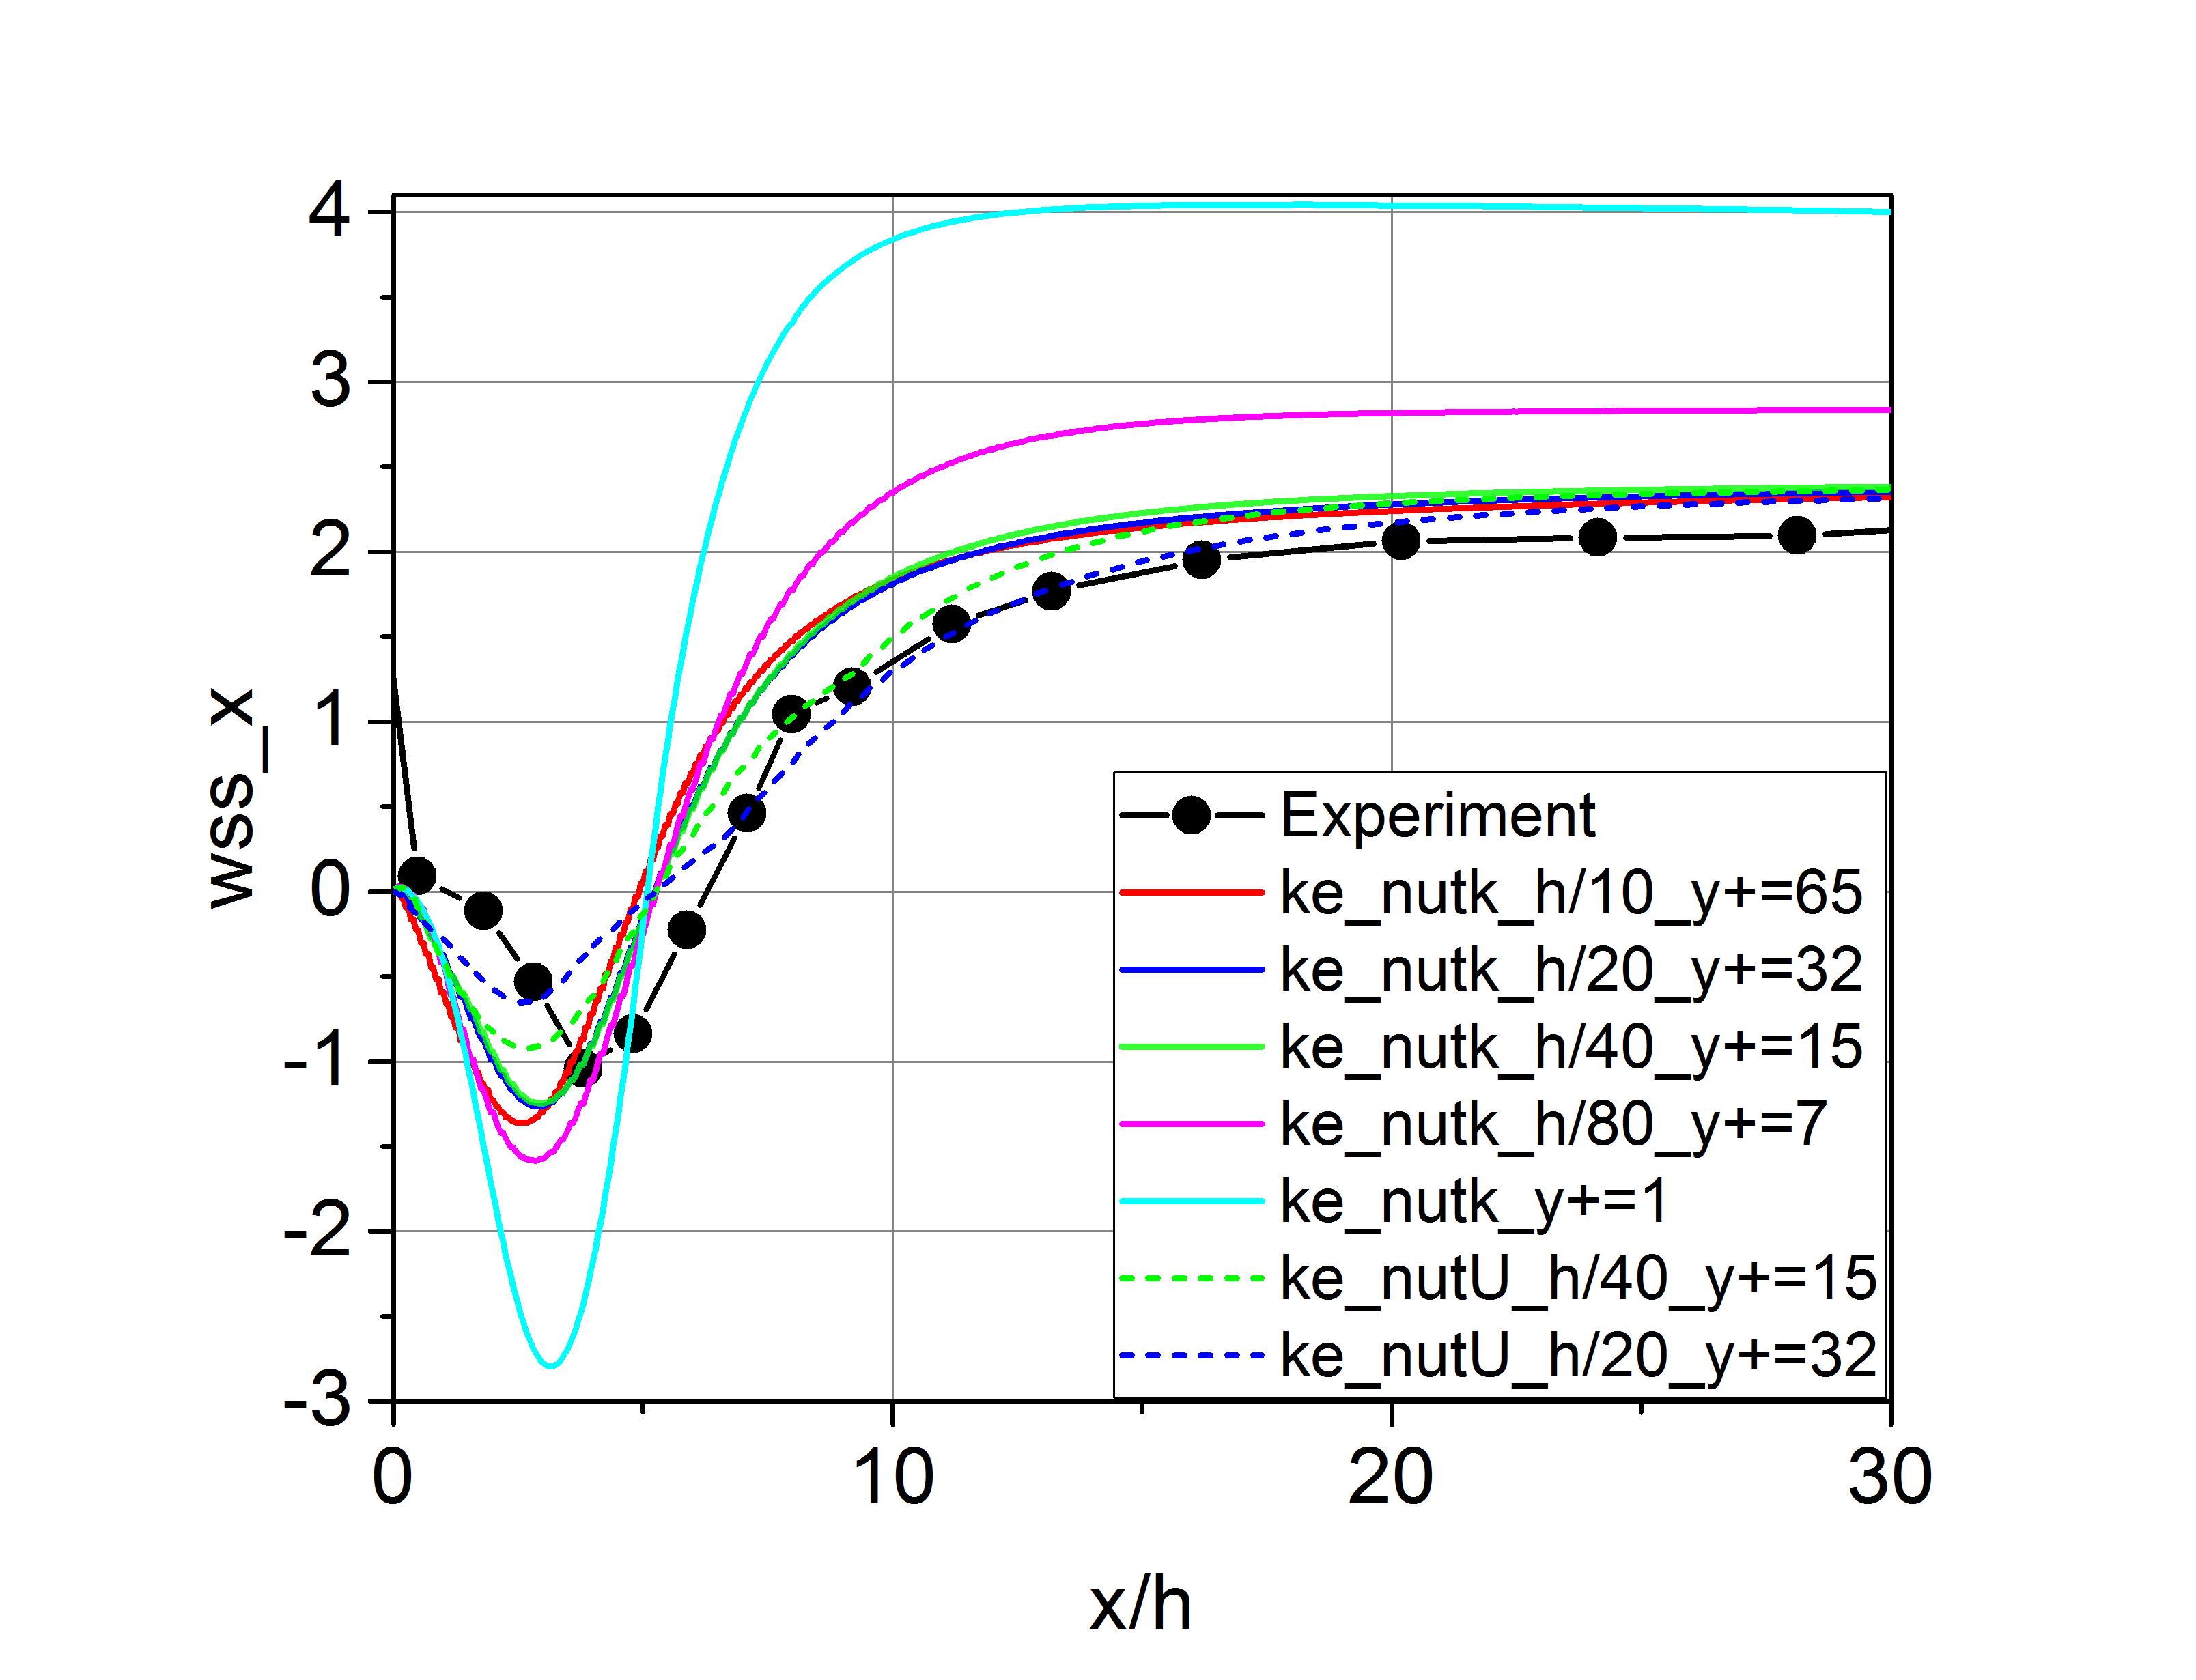 4
3
2
1
0
-1
-2
-3
wss_x
Experiment
ke_nutk_h/10_y+=65
ke_nutk_h/20_y+=32
ke_nutk_h/40_y+=15
ke_nutk_h/80_y+=7
ke_nutk_y+=1
ke_nutU_h/40_y+=15
ke_nutU_h/20_y+=32
0 10 20 30
x/h